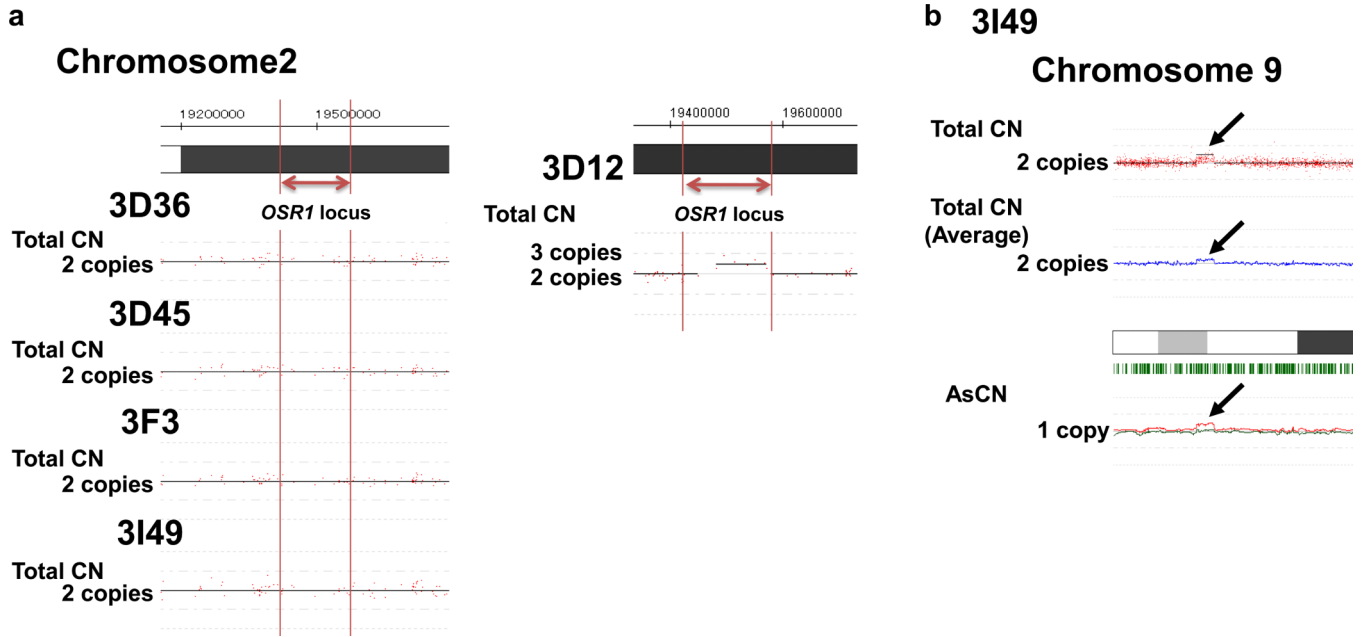 a
Chromosome2
19200000 19500000
3D36
OSR1 locus
Total CN
2 copies
3D45
Total CN
2 copies
3F3
Total CN
2 copies
3I49
Total CN
2 copies
19400000 19600000
3D12
Total CN
OSR1 locus
3 copies
2 copies
b
3I49
Chromosome 9
Total CN
2 copies
Total CN
(Average)
2 copies
AsCN
1 copy